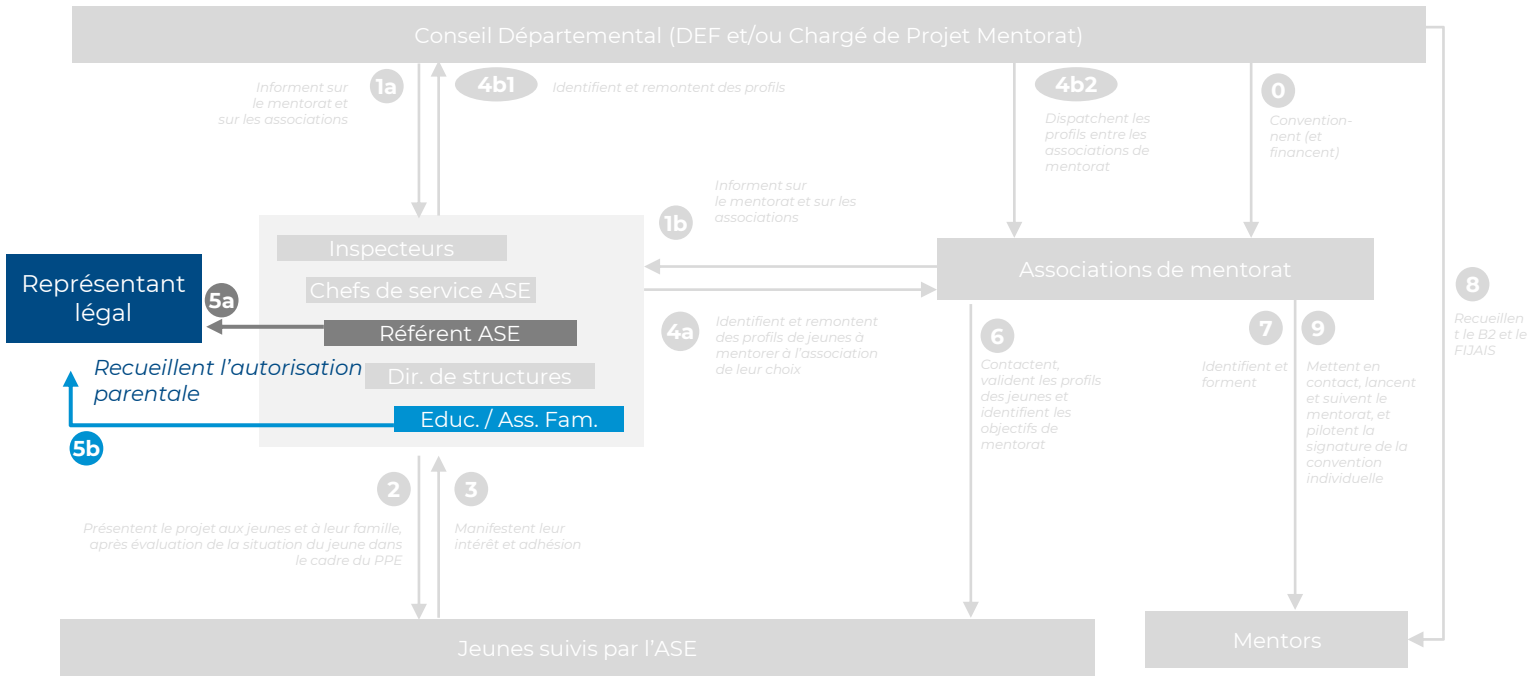 Conseil Départemental (DEF et/ou Chargé de Projet Mentorat)
1a
Informent sur
le mentorat et
sur les associations
4b1
Identifient et remontent des profils
4b2
Dispatchent les
profils entre les
associations de
mentorat
0
Convention-
nent (et
financent)
Informent sur
le mentorat et sur les
associations
1b
Inspecteurs
Chefs de service ASE
Référent ASE
Dir. de structures
Educ. / Ass. Fam.
Représentant
légal
5a
Recueillent l’autorisation
parentale
5b
Associations de mentorat
4a
Identifient et remontent
des profils de jeunes à
mentorer à l’association
de leur choix
6
Contactent,
valident les profils
des jeunes et
identifient les
objectifs de
mentorat
7
Identifient et
forment
9
Mettent en
contact, lancent
et suivent le
mentorat, et
pilotent la
signature de la
convention
individuelle
8
Recueillen
t le B2 et le
FIJAIS
2
Présentent le projet aux jeunes et à leur famille,
après évaluation de la situation du jeune dans
le cadre du PPE
3
Manifestent leur
intérêt et adhésion
Jeunes suivis par l’ASE
Mentors